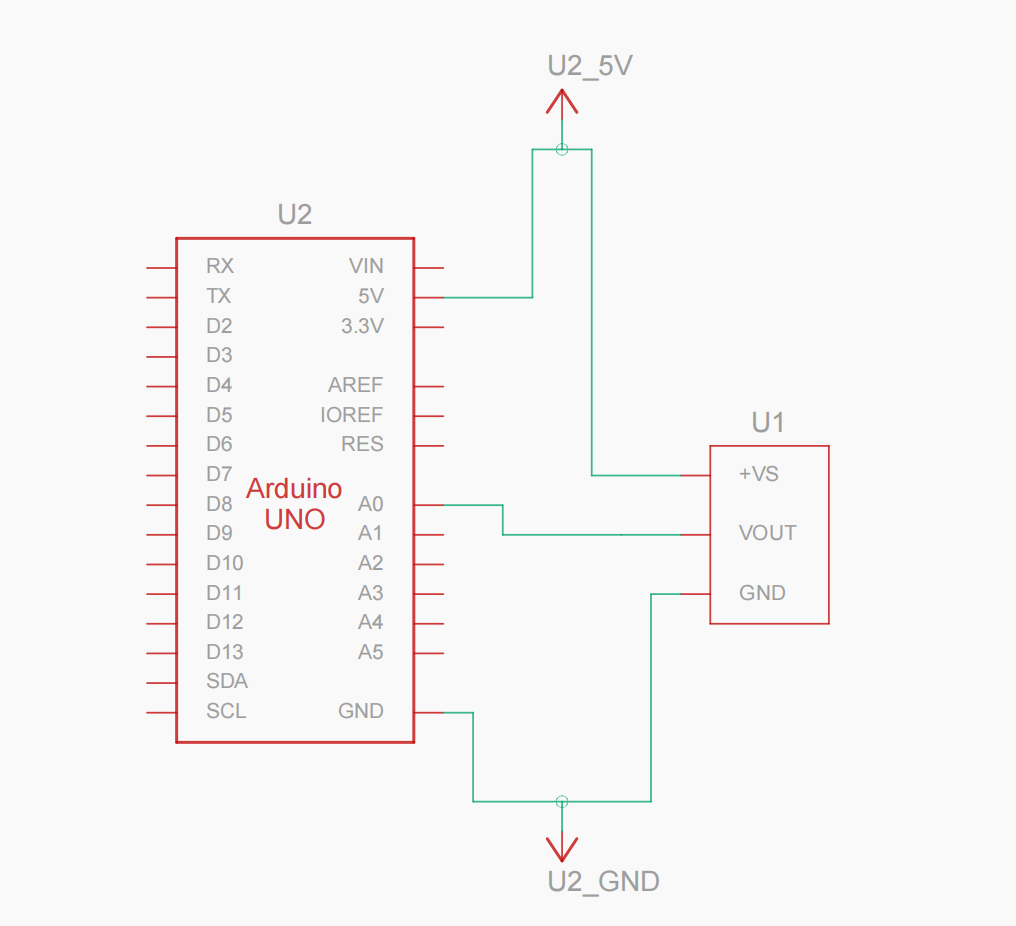 U2_5V
U2
RX VIN
TX 5V
D2 3.3V
D3
D4 AREF
D5 IOREF
D6 RES
D7
Arduino
UNO
D8 A0
D9 A1
D10 A2
D11 A3
D12 A4
D13 A5
SDA
SCL GND
U1
+VS
VOUT
GND
U2_GND